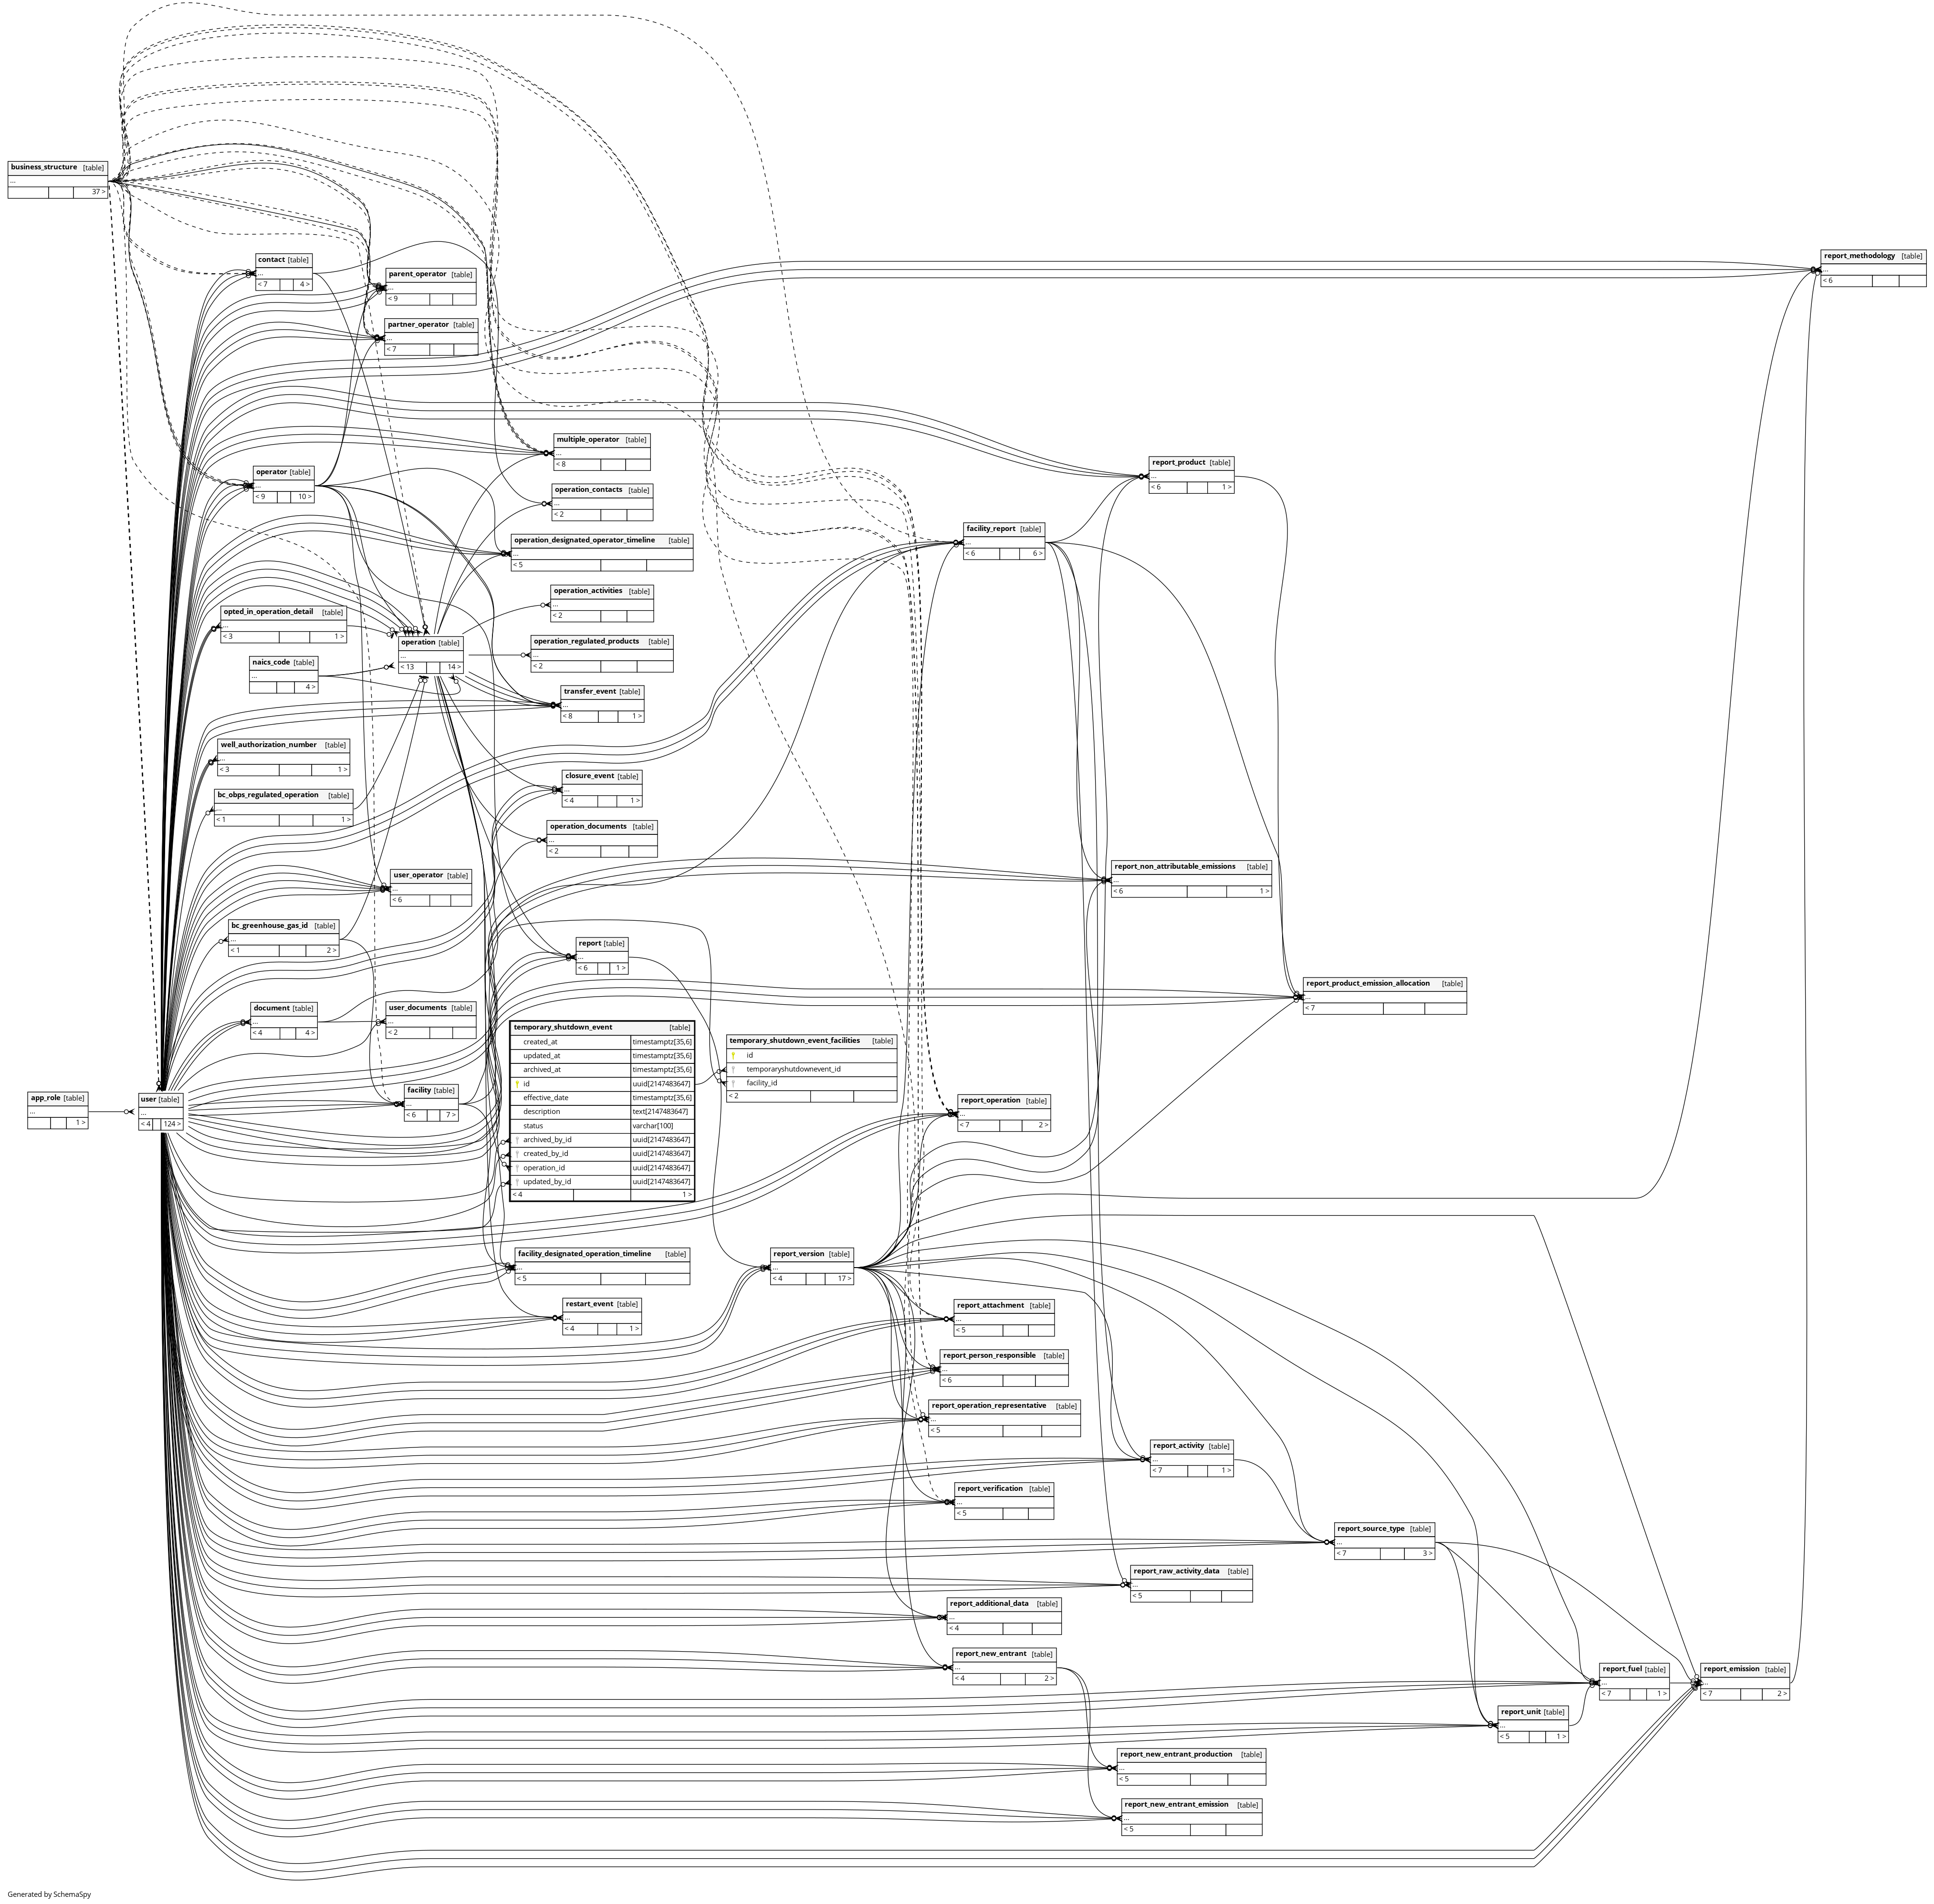 business_structure [table]
...
37 >
contact [table]
...
< 7 4 >
parent_operator [table]
...
< 9
partner_operator [table]
...
< 7
report_methodology [table]
...
< 6
multiple_operator [table]
...
< 8
operator [table]
...
< 9 10 >
operation_contacts [table]
...
< 2
report_product [table]
...
< 6 1 >
operation_designated_operator_timeline [table]
...
< 5
facility_report [table]
...
< 6 6 >
operation_activities [table]
...
< 2
opted_in_operation_detail [table]
...
< 3 1 >
operation [table]
...
< 13 14 >
operation_regulated_products [table]
...
< 2
naics_code [table]
...
4 >
transfer_event [table]
...
< 8 1 >
well_authorization_number [table]
...
< 3 1 >
closure_event [table]
...
< 4 1 >
bc_obps_regulated_operation [table]
...
< 1 1 >
operation_documents [table]
...
< 2
user_operator [table]
...
< 6
report_non_attributable_emissions [table]
...
< 6 1 >
bc_greenhouse_gas_id [table]
...
< 1 2 >
report [table]
...
< 6 1 >
report_product_emission_allocation [table]
...
< 7
document [table]
...
< 4 4 >
user_documents [table]
...
< 2
temporary_shutdown_event [table]
created_at timestamptz[35,6]
updated_at timestamptz[35,6]
archived_at timestamptz[35,6]
id uuid[2147483647]
effective_date timestamptz[35,6]
description text[2147483647]
status varchar[100]
archived_by_id uuid[2147483647]
created_by_id uuid[2147483647]
operation_id uuid[2147483647]
updated_by_id uuid[2147483647]
< 4 1 >
temporary_shutdown_event_facilities [table]
id
temporaryshutdownevent_id
facility_id
< 2
app_role [table]
...
1 >
user [table]
...
< 4 124 >
facility [table]
...
< 6 7 >
report_operation [table]
...
< 7 2 >
facility_designated_operation_timeline [table]
...
< 5
report_version [table]
...
< 4 17 >
restart_event [table]
...
< 4 1 >
report_attachment [table]
...
< 5
report_person_responsible [table]
...
< 6
report_operation_representative [table]
...
< 5
report_activity [table]
...
< 7 1 >
report_verification [table]
...
< 5
report_source_type [table]
...
< 7 3 >
report_raw_activity_data [table]
...
< 5
report_additional_data [table]
...
< 4
report_new_entrant [table]
...
< 4 2 >
report_fuel [table]
...
< 7 1 >
report_emission [table]
...
< 7 2 >
report_unit [table]
...
< 5 1 >
report_new_entrant_production [table]
...
< 5
report_new_entrant_emission [table]
...
< 5
Generated by SchemaSpy